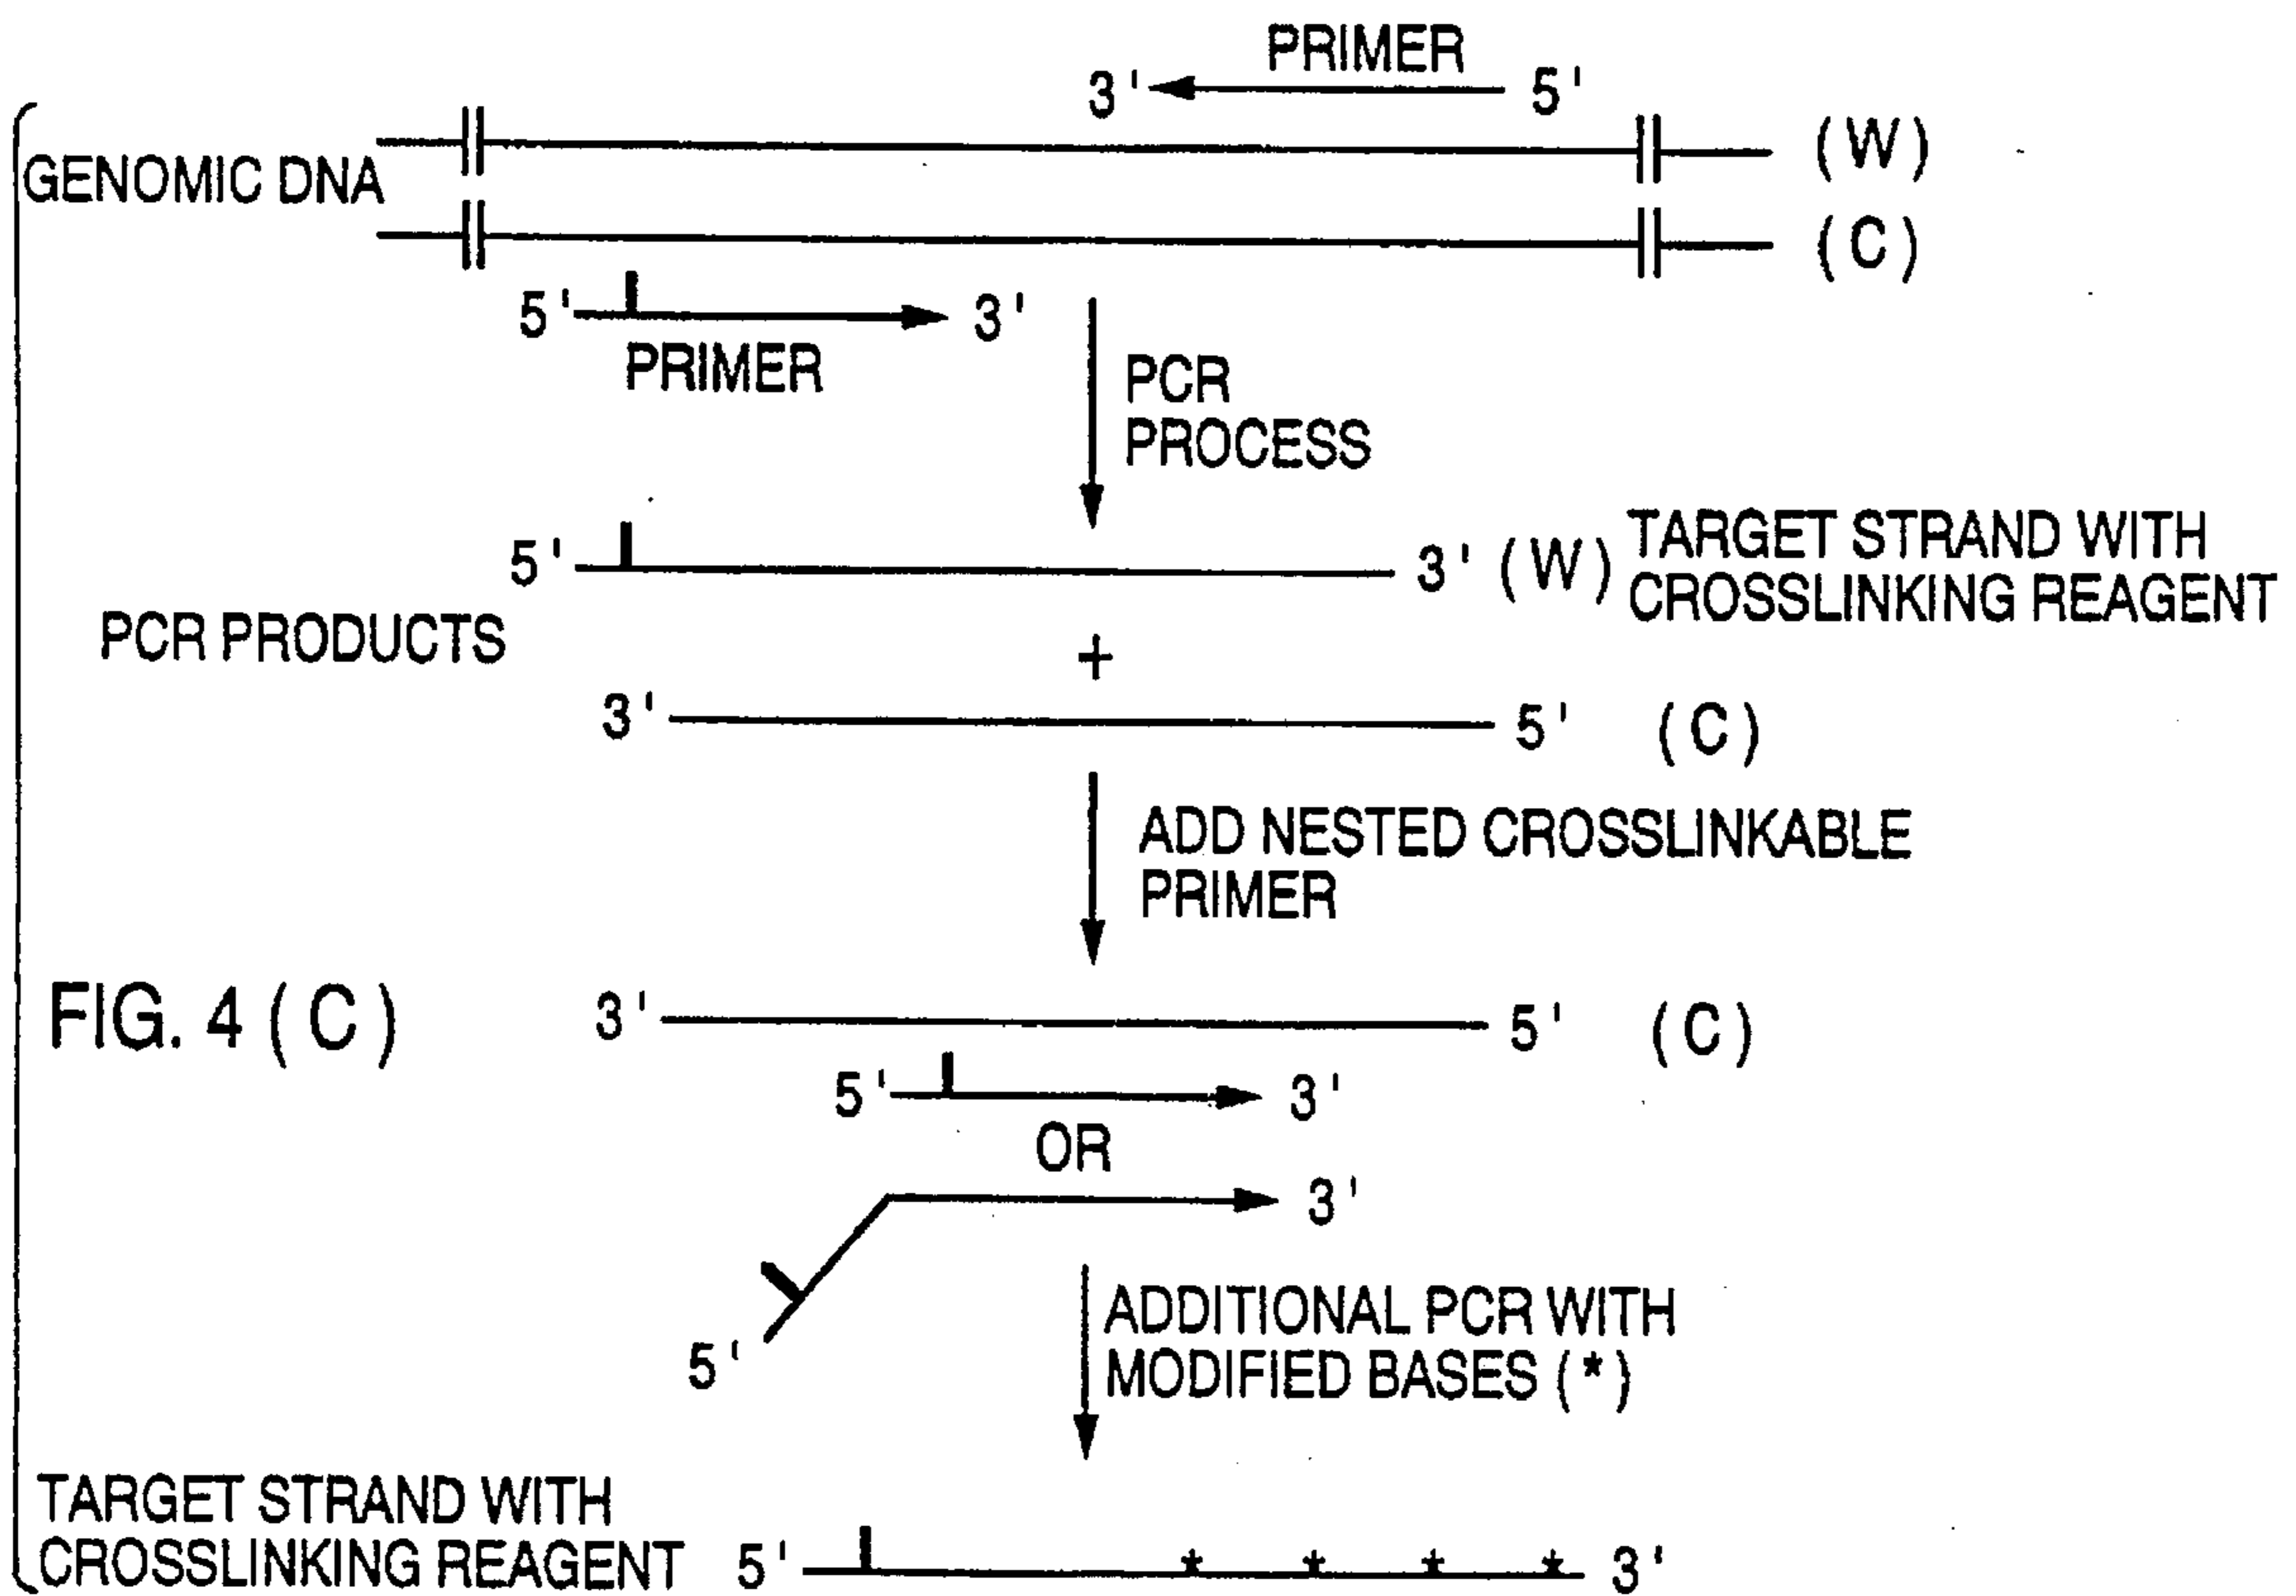 PRIMER
3' 5'
GENOMIC DNA
(W)
(C)
5' 3'
PRIMER
PCR
PROCESS
5' 3' (W) TARGET STRAND WITH
CROSSLINKING REAGENT
PCR PRODUCTS
+
3' 5' (C)
ADD NESTED CROSSLINKABLE
PRIMER
FIG. 4 (C)
3' 5' (C)
5' 3'
OR
3'
5'
ADDITIONAL PCR WITH
MODIFIED BASES (*)
TARGET STRAND WITH
CROSSLINKING REAGENT
5' * * * * 3'